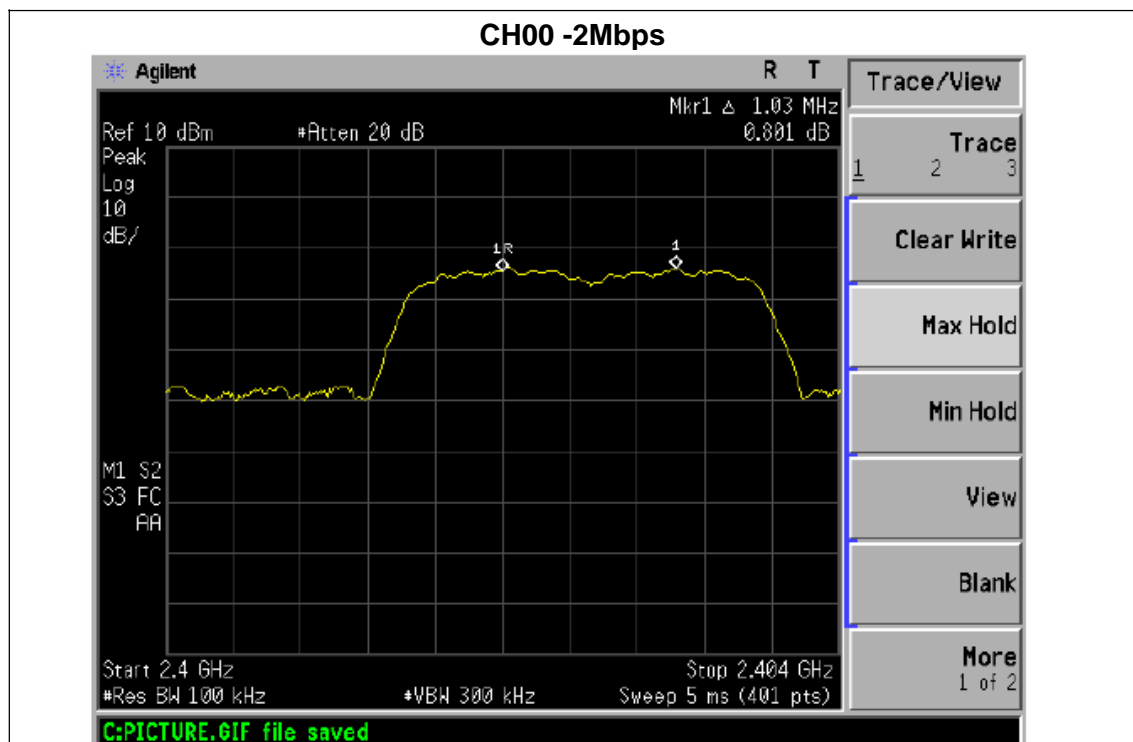 CH00 -2Mbps
Agilent
R T
Trace/View
Mkr1 Δ 1.03 MHz
Ref 10 dBm #Atten 20 dB 0.801 dB
Peak
Log
10
dB/
1R
1
M1 S2
S3 FC
AA
Start 2.4 GHz Stop 2.404 GHz
#Res BW 100 kHz #VBW 300 kHz Sweep 5 ms (401 pts)
C:PICTURE.GIF file saved
Trace
1 2 3
Clear Write
Max Hold
Min Hold
View
Blank
More
1 of 2